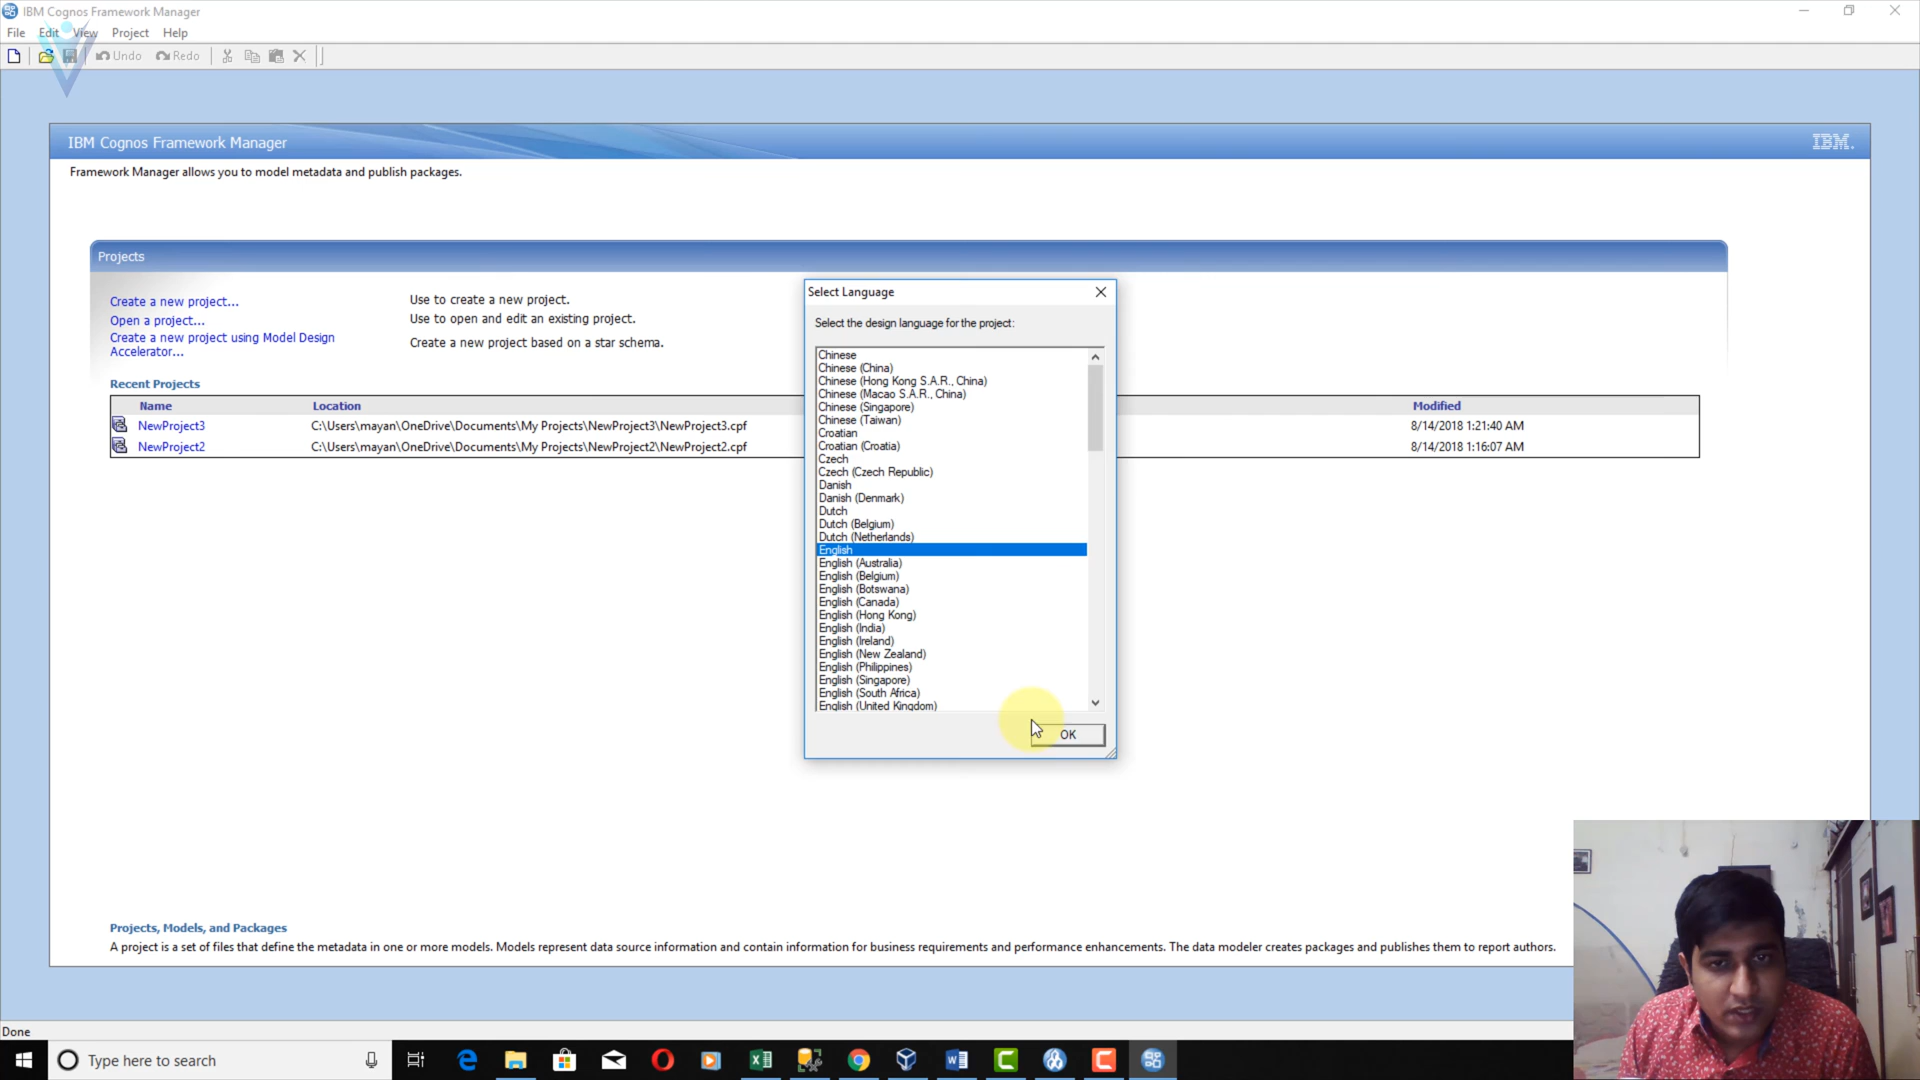 IBM Cognos Framework Manager
File Edit View Project Help
Undo Redo
IBM Cognos Framework Manager
IBM.
Framework Manager allows you to model metadata and publish packages.
Projects
Create a new project...
Use to create a new project.
Open a project...
Use to open and edit an existing project.
Create a new project using Model Design
Accelerator...
Create a new project based on a star schema.
Recent Projects
Name Location Modified
NewProject3 C:\Users\mayan\OneDrive\Documents\My Projects\NewProject3\NewProject3.cpf 8/14/2018 1:21:40 AM
NewProject2 C:\Users\mayan\OneDrive\Documents\My Projects\NewProject2\NewProject2.cpf 8/14/2018 1:16:07 AM
Select Language
Select the design language for the project:
Chinese
Chinese (China)
Chinese (Hong Kong S.A.R., China)
Chinese (Macao S.A.R., China)
Chinese (Singapore)
Chinese (Taiwan)
Croatian
Croatian (Croatia)
Czech
Czech (Czech Republic)
Danish
Danish (Denmark)
Dutch
Dutch (Belgium)
Dutch (Netherlands)
English
English (Australia)
English (Belgium)
English (Botswana)
English (Canada)
English (Hong Kong)
English (India)
English (Ireland)
English (New Zealand)
English (Philippines)
English (Singapore)
English (South Africa)
English (United Kingdom)
OK
Projects, Models, and Packages
A project is a set of files that define the metadata in one or more models. Models represent data source information and contain information for business requirements and performance enhancements. The data modeler creates packages and publishes them to report authors.
Done
Type here to search